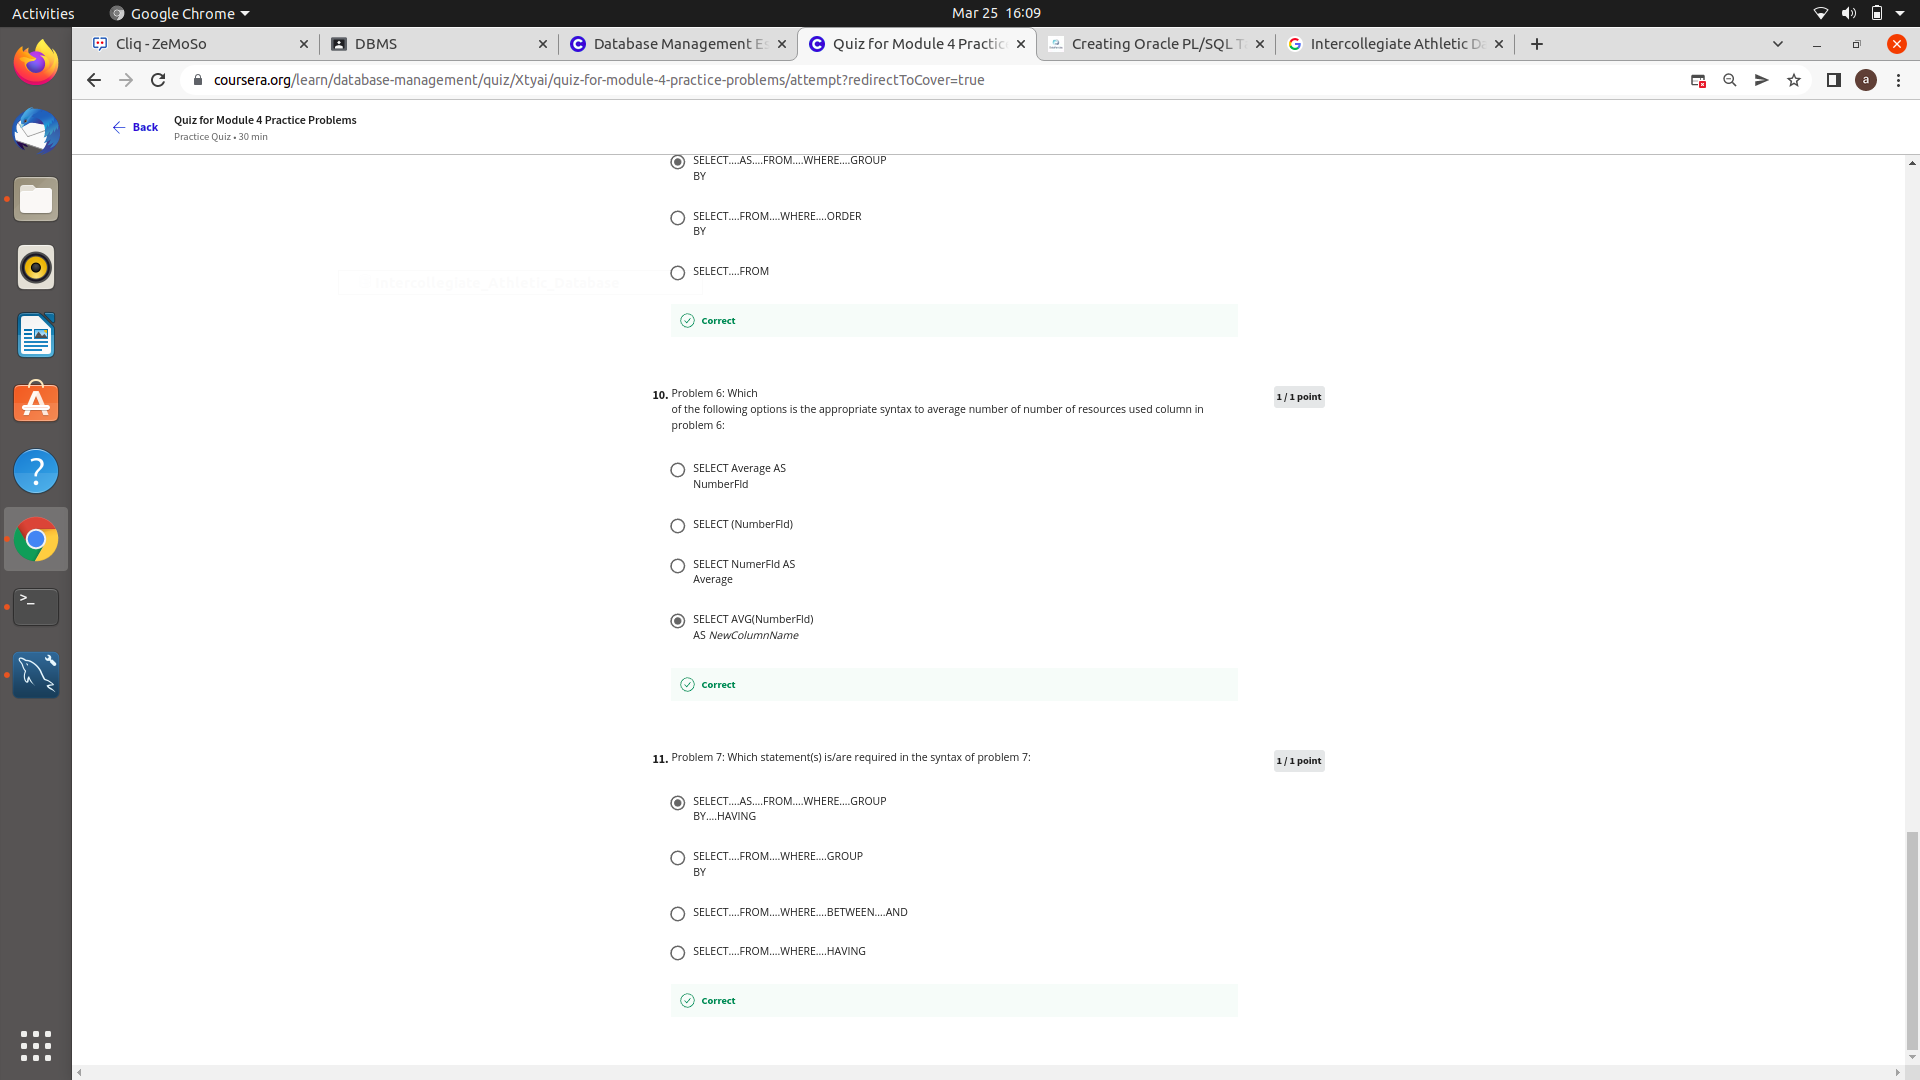 Activities
Google Chrome
Mar 25 16:09
Cliq - ZeMoSo
DBMS
Database Management Es
Quiz for Module 4 Practic
Creating Oracle PL/SQL Ta
Intercollegiate Athletic Da
coursera.org/learn/database-management/quiz/Xtyai/quiz-for-module-4-practice-problems/attempt?redirectToCover=true
a
Back
Quiz for Module 4 Practice Problems
Practice Quiz • 30 min
SELECT....AS....FROM....WHERE....GROUP
BY
SELECT....FROM....WHERE....ORDER
BY
SELECT....FROM
Correct
10. Problem 6: Which
1 / 1 point
of the following options is the appropriate syntax to average number of number of resources used column in
problem 6:
SELECT Average AS
NumberFld
SELECT (NumberFld)
SELECT NumerFld AS
Average
SELECT AVG(NumberFld)
AS NewColumnName
Correct
11. Problem 7: Which statement(s) is/are required in the syntax of problem 7:
1 / 1 point
SELECT....AS....FROM....WHERE....GROUP
BY....HAVING
SELECT....FROM....WHERE....GROUP
BY
SELECT....FROM....WHERE....BETWEEN....AND
SELECT....FROM....WHERE....HAVING
Correct